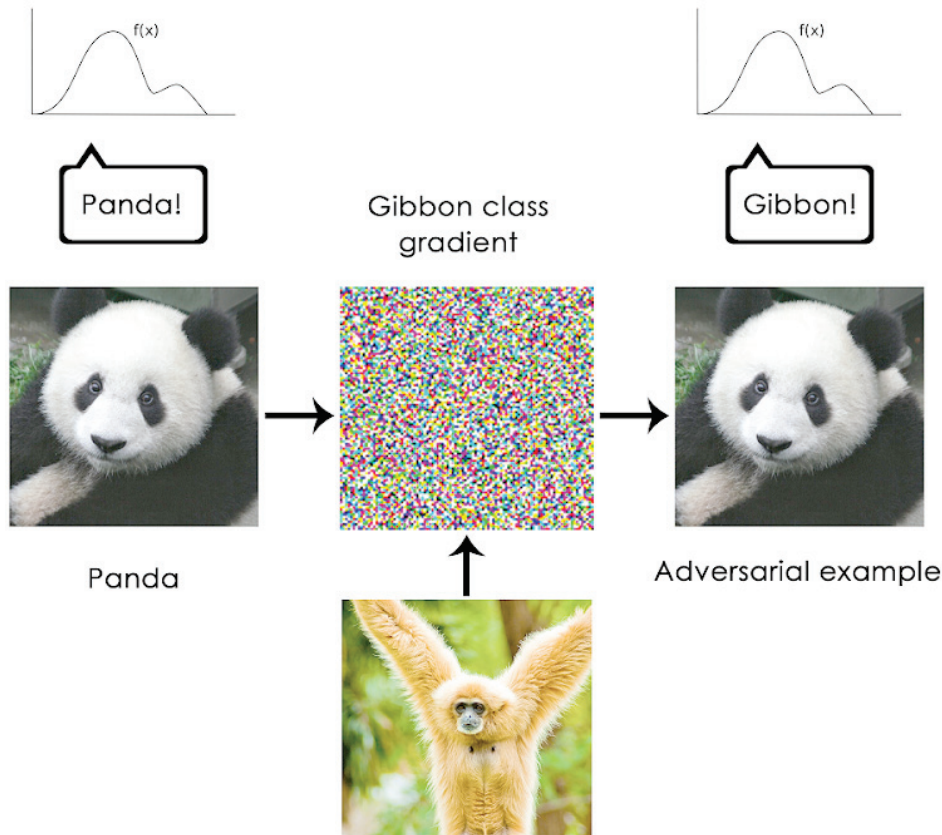 f(x)
f(x)
Panda!
Gibbon!
Gibbon class
gradient
Panda
Adversarial example